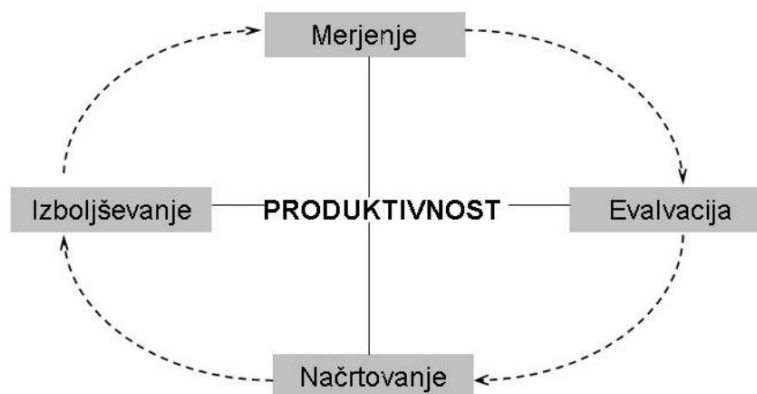 Merjenje
Izboljševanje
PRODUKTIVNOST
Evalvacija
Načrtovanje